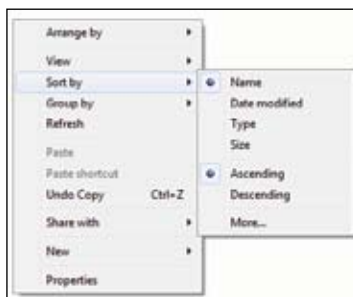 Arrange by
View
Sort by
Group by
Refresh
Paste
Paste shortcut
Undo Copy Ctrl+Z
Share with
New
Properties
Name
Date modified
Type
Size
Ascending
Descending
More...